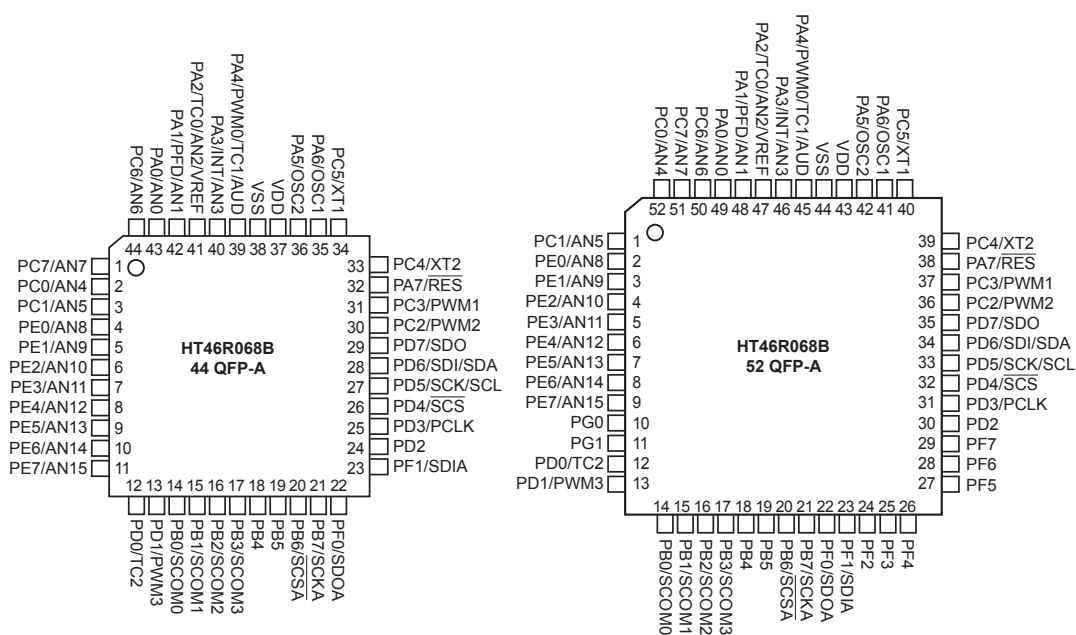 PC6/AN6
PA0/AN0
PA1/PFD/AN1
PA2/TC0/AN2/VREF
PA3/INT/AN3
PA4/PWM0/TC1/AUD
VSS
VDD
PA5/OSC2
PA6/OSC1
PC5/XT1
44 43 42 41 40 39 38 37 36 35 34
PC7/AN7 1
PC0/AN4 2
PC1/AN5 3
PE0/AN8 4
PE1/AN9 5
PE2/AN10 6
PE3/AN11 7
PE4/AN12 8
PE5/AN13 9
PE6/AN14 10
PE7/AN15 11
HT46R068B
44 QFP-A
33 PC4/XT2
32 PA7/RES
31 PC3/PWM1
30 PC2/PWM2
29 PD7/SDO
28 PD6/SDI/SDA
27 PD5/SCK/SCL
26 PD4/SCS
25 PD3/PCLK
24 PD2
23 PF1/SDIA
12 13 14 15 16 17 18 19 20 21 22
PD0/TC2
PD1/PWM3
PB0/SCOM0
PB1/SCOM1
PB2/SCOM2
PB3/SCOM3
PB4
PB5
PB6/SCSA
PB7/SCKA
PF0/SDOA
PC0/AN4
PC7/AN7
PC6/AN6
PA0/AN0
PA1/PFD/AN1
PA2/TC0/AN2/VREF
PA3/INT/AN3
PA4/PWM0/TC1/AUD
VSS
VDD
PA5/OSC2
PA6/OSC1
PC5/XT1
52 51 50 49 48 47 46 45 44 43 42 41 40
PC1/AN5 1
PE0/AN8 2
PE1/AN9 3
PE2/AN10 4
PE3/AN11 5
PE4/AN12 6
PE5/AN13 7
PE6/AN14 8
PE7/AN15 9
PG0 10
PG1 11
PD0/TC2 12
PD1/PWM3 13
HT46R068B
52 QFP-A
39 PC4/XT2
38 PA7/RES
37 PC3/PWM1
36 PC2/PWM2
35 PD7/SDO
34 PD6/SDI/SDA
33 PD5/SCK/SCL
32 PD4/SCS
31 PD3/PCLK
30 PD2
29 PF7
28 PF6
27 PF5
14 15 16 17 18 19 20 21 22 23 24 25 26
PB0/SCOM0
PB1/SCOM1
PB2/SCOM2
PB3/SCOM3
PB4
PB5
PB6/SCSA
PB7/SCKA
PF0/SDOA
PF1/SDIA
PF2
PF3
PF4